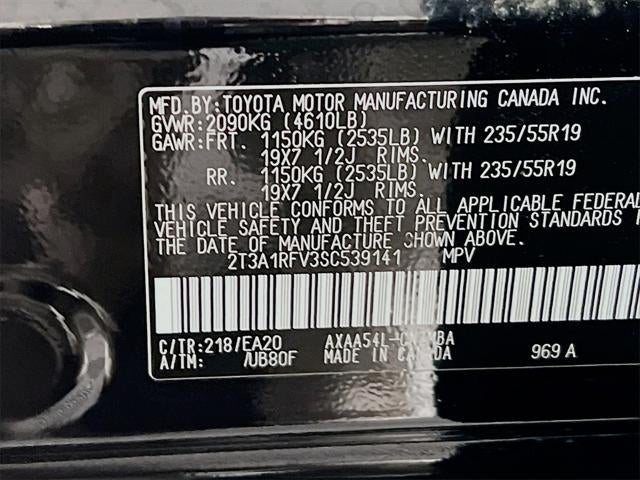 MFD.BY:TOYOTA MOTOR MANUFACTURING CANADA INC.
GVWR:2090KG (4610LB)
GAWR:FRT. 1150KG (2535LB) WITH 235/55R19
19X7 1/2J RIMS.
RR. 1150KG (2535LB) WITH 235/55R19
19X7 1/2J RIMS.
THIS VEHICLE CONFORMS TO ALL APPLICABLE FEDERAL
VEHICLE SAFETY AND THEFT PREVENTION STANDARDS
THE DATE OF MANUFACTURE SHOWN ABOVE.
2T3A1RFV3SC539141 MPV
C/TR:218/EA20
A/TM: /UB80F
MADE IN CANADA
969 A